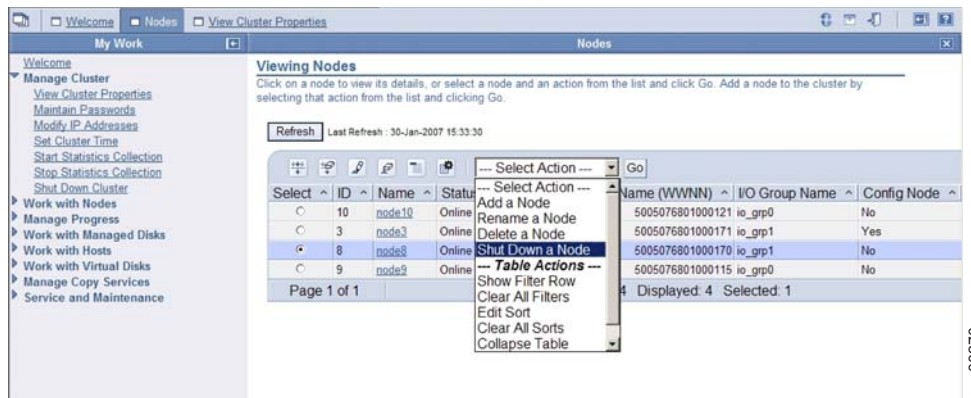 Welcome Nodes View Cluster Properties
My Work
Nodes
Welcome
Manage Cluster
View Cluster Properties
Maintain Passwords
Modify IP Addresses
Set Cluster Time
Start Statistics Collection
Stop Statistics Collection
Shut Down Cluster
Work with Nodes
Manage Progress
Work with Managed Disks
Work with Hosts
Work with Virtual Disks
Manage Copy Services
Service and Maintenance
Viewing Nodes
Click on a node to view its details, or select a node and an action from the list and click Go. Add a node to the cluster by
selecting that action from the list and clicking Go.
Refresh Last Refresh : 30-Jan-2007 15:33:30
--- Select Action --- Go
Select ID Name Name (WWNN) I/O Group Name Config Node
10 node10 Online 5005076801000121 io_grp0 No
3 node3 Online 5005076801000171 io_grp1 Yes
8 node8 Online 5005076801000170 io_grp1 No
9 node9 Online 5005076801000115 io_grp0 No
Page 1 of 1 4 Displayed: 4 Selected: 1
--- Select Action ---
Add a Node
Rename a Node
Delete a Node
Shut Down a Node
--- Table Actions ---
Show Filter Row
Clear All Filters
Edit Sort
Clear All Sorts
Collapse Table